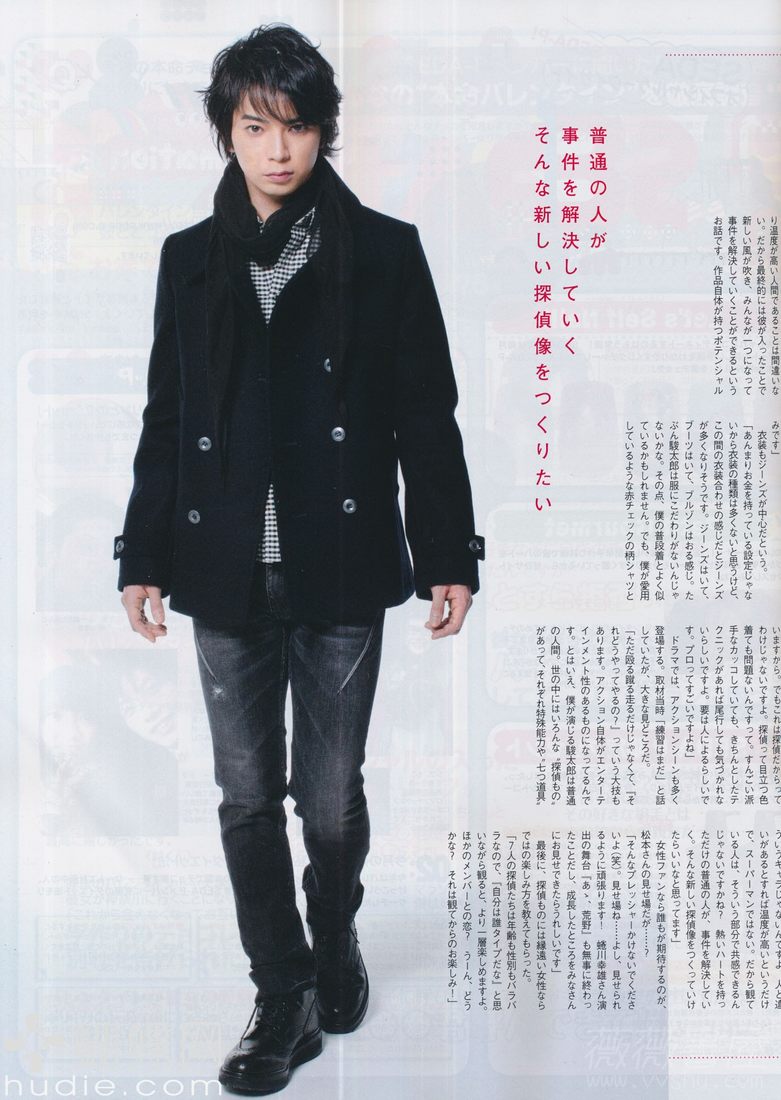 普通の人が
事件を解決していく
そんな新しい探偵像をつくりたい
り温度が高い人間であることは間違いな
い。だから最終的には彼が入ったことで
新しい風が吹き、みんなが一つになって
事件を解決していくことができるという
お話です。作品自体が持つポテンシャル
みです」
衣装もジーンズが中心だという。
「あんまりお金を持っている設定じゃな
いから衣装の種類は多くないと思うけど、
この間の衣装合わせの感じだとジーンズ
が多くなりそうです。ジーンズはいて、
ブーツはいて、ブルゾンはおる感じ。た
ぶん駿太郎は服にこだわりがないんじゃ
ないかな。その点、僕の普段着とよく似
ているかもしれません。でも、僕が愛用
しているような赤チェックの柄シャツと
いますから。でもこれは探偵だからって
わけじゃないですよ。探偵って目立つ色
着ても問題ないんですって。すんごい派
手なカッコしていても、きちんとしたテ
クニックがあれば尾行しても気づかれな
いらしいですよ。要は人によるらしいで
す。プロってすごいですよね」
ドラマでは、アクションシーンも多く
登場する。取材当時「練習はまだ」と話
していたが、大きな見どころだ。
「ただ殴る蹴る走るだけじゃなくて、『そ
れどうやってやるの?』っていう大技も
あります。アクション自体がエンターテ
インメント性のあるものになってるんで
す。とはいえ、僕が演じる駿太郎は普通
の人間。世の中にはいろんな〝探偵もの〟
があって、それぞれ特殊能力や〝七つ道具〟
いがあるとすれば温度が高いというだけ
で、スーパーマンではない。だから観て
いる人は、そういう部分で共感できるん
じゃないですかね? 熱いハートを持っ
ただけの普通の人が、事件を解決してい
く。そんな新しい探偵像をつくっていけ
たらいいなと思ってます」
女性ファンなら誰もが期待するのが、
松本さんの見せ場だが……?
「そんなプレッシャーかけないでくださ
いよ(笑)。見せ場ね……よし、見せられ
るように頑張ります! 蜷川幸雄さん演
出の舞台『あゝ、荒野』も無事に終わっ
たことだし、成長したところをみなさん
にお見せできたらうれしいです」
最後に、探偵ものには縁遠い女性なら
ではの楽しみ方を教えてもらった。
「7人の探偵たちは年齢も性別もバラバ
ラなので、『自分は誰タイプだな』と思
いながら観ると、より一層楽しめますよ。
ほかのメンバーとの恋? うーん、どう
かな? それは観てからのお楽しみ!」
hudie.com